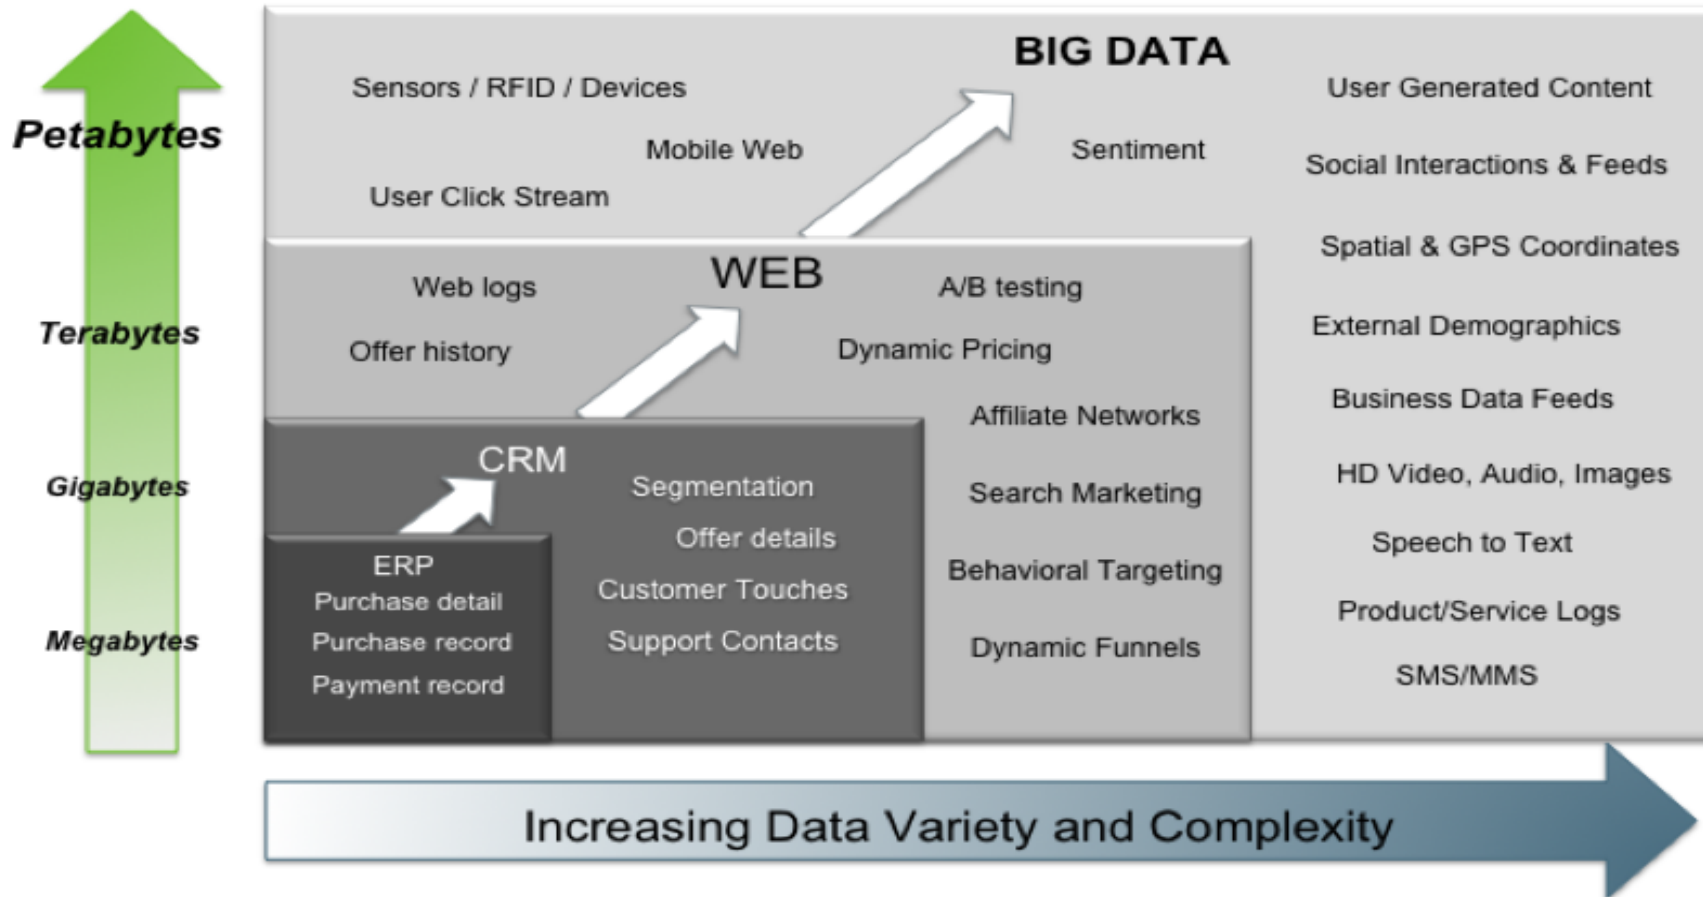 BIG DATA
Sensors / RFID / Devices
User Generated Content
Petabytes
Mobile Web
Sentiment
Social Interactions & Feeds
User Click Stream
Spatial & GPS Coordinates
WEB
Web logs
A/B testing
Terabytes
External Demographics
Offer history
Dynamic Pricing
Business Data Feeds
Affiliate Networks
CRM
HD Video, Audio, Images
Gigabytes
Segmentation
Search Marketing
Offer details
Speech to Text
ERP
Behavioral Targeting
Purchase detail
Customer Touches
Product/Service Logs
Megabytes
Purchase record
Support Contacts
Dynamic Funnels
SMS/MMS
Payment record
Increasing Data Variety and Complexity